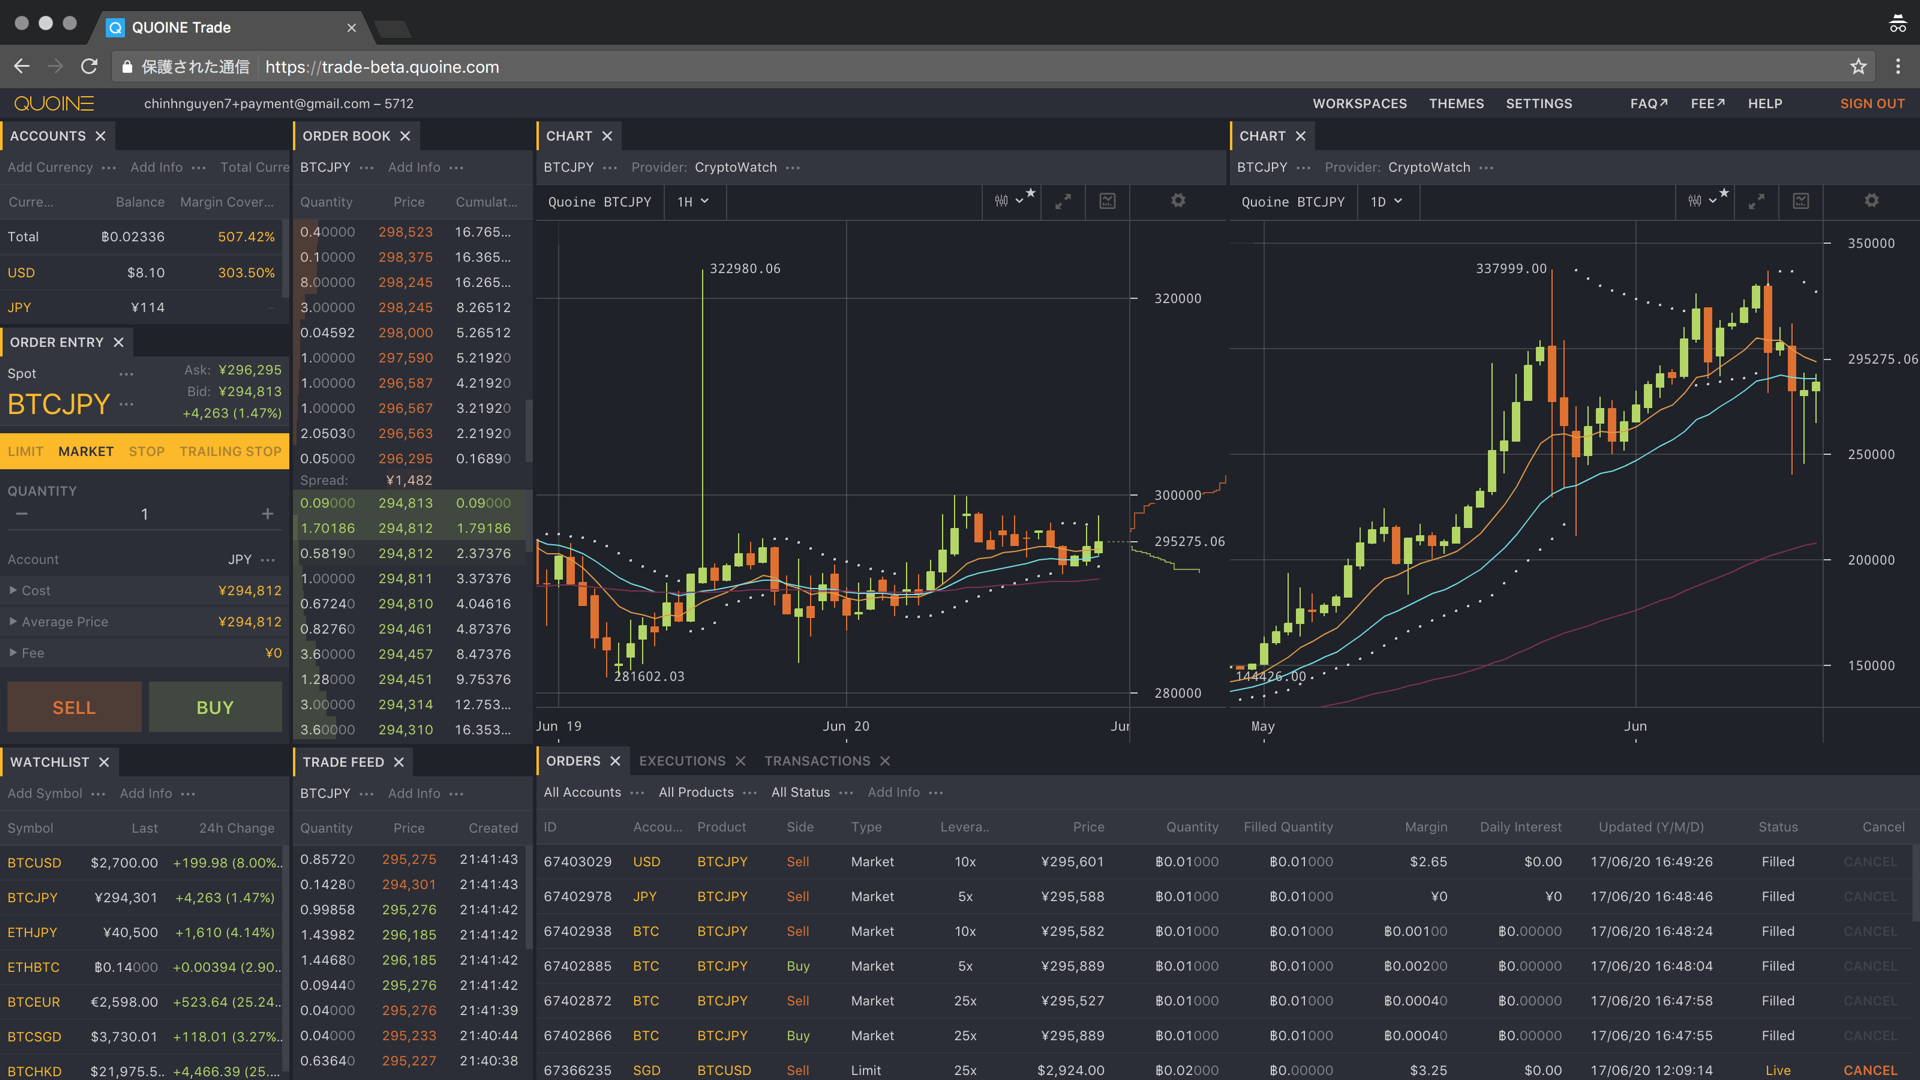 QUOINE Trade
保護された通信 https://trade-beta.quoine.com
QUOINE chinhnguyen7+payment@gmail.com – 5712 WORKSPACES THEMES SETTINGS FAQ↗ FEE↗ HELP SIGN OUT
ACCOUNTS
Add Currency ··· Add Info ··· Total Curre
Curre... Balance Margin Cover...
Total ฿0.02336 507.42%
USD $8.10 303.50%
JPY ¥114 –
ORDER ENTRY
Spot ··· Ask: ¥296,295
BTCJPY ··· Bid: ¥294,813
+4,263 (1.47%)
LIMIT MARKET STOP TRAILING STOP
QUANTITY
− 1 +
Account JPY ···
Cost ¥294,812
Average Price ¥294,812
Fee ¥0
SELL BUY
ORDER BOOK
BTCJPY ··· Add Info ···
Quantity Price Cumulat...
0.40000 298,523 16.765...
0.10000 298,375 16.365...
8.00000 298,245 16.265...
3.00000 298,245 8.26512
0.04592 298,000 5.26512
1.00000 297,590 5.21920
1.00000 296,587 4.21920
1.00000 296,567 3.21920
2.05030 296,563 2.21920
0.05000 296,295 0.16890
Spread: ¥1,482
0.09000 294,813 0.09000
1.70186 294,812 1.79186
0.58190 294,812 2.37376
1.00000 294,811 3.37376
0.67240 294,810 4.04616
0.82760 294,461 4.87376
3.60000 294,457 8.47376
1.28000 294,451 9.75376
3.00000 294,314 12.753...
3.60000 294,310 16.353...
CHART
BTCJPY ··· Provider: CryptoWatch ···
Quoine BTCJPY 1H
322980.06
320000
300000
295275.06
281602.03
280000
Jun 19 Jun 20 Jun
CHART
BTCJPY ··· Provider: CryptoWatch ···
Quoine BTCJPY 1D
350000
337999.00
295275.06
250000
200000
150000
144426.00
May Jun
WATCHLIST
Add Symbol ··· Add Info ···
Symbol Last 24h Change
BTCUSD $2,700.00 +199.98 (8.00%..
BTCJPY ¥294,301 +4,263 (1.47%)
ETHJPY ¥40,500 +1,610 (4.14%)
ETHBTC ฿0.14000 +0.00394 (2.90..
BTCEUR €2,598.00 +523.64 (25.24..
BTCSGD $3,730.01 +118.01 (3.27%..
BTCHKD $21,975.5.. +4,466.39 (25....
TRADE FEED
BTCJPY ··· Add Info ···
Quantity Price Created
0.85720 295,275 21:41:43
0.14280 294,301 21:41:43
0.99858 295,276 21:41:42
1.43982 296,185 21:41:42
1.44680 296,185 21:41:42
0.09440 295,276 21:41:42
0.04000 295,276 21:41:39
0.04000 295,233 21:40:44
0.63640 295,227 21:40:38
ORDERS EXECUTIONS TRANSACTIONS
All Accounts ··· All Products ··· All Status ··· Add Info ···
ID Accou... Product Side Type Levera.. Price Quantity Filled Quantity Margin Daily Interest Updated (Y/M/D) Status Cancel
67403029 USD BTCJPY Sell Market 10x ¥295,601 ฿0.01000 ฿0.01000 $2.65 $0.00 17/06/20 16:49:26 Filled CANCEL
67402978 JPY BTCJPY Sell Market 5x ¥295,588 ฿0.01000 ฿0.01000 ¥0 ¥0 17/06/20 16:48:46 Filled CANCEL
67402938 BTC BTCJPY Sell Market 10x ¥295,582 ฿0.01000 ฿0.01000 ฿0.00100 ฿0.00000 17/06/20 16:48:24 Filled CANCEL
67402885 BTC BTCJPY Buy Market 5x ¥295,889 ฿0.01000 ฿0.01000 ฿0.00200 ฿0.00000 17/06/20 16:48:04 Filled CANCEL
67402872 BTC BTCJPY Sell Market 25x ¥295,527 ฿0.01000 ฿0.01000 ฿0.00040 ฿0.00000 17/06/20 16:47:58 Filled CANCEL
67402866 BTC BTCJPY Buy Market 25x ¥295,889 ฿0.01000 ฿0.01000 ฿0.00040 ฿0.00000 17/06/20 16:47:55 Filled CANCEL
67366235 SGD BTCUSD Sell Limit 25x $2,924.00 ฿0.02000 ฿0.00000 $3.25 $0.00 17/06/20 12:09:14 Live CANCEL